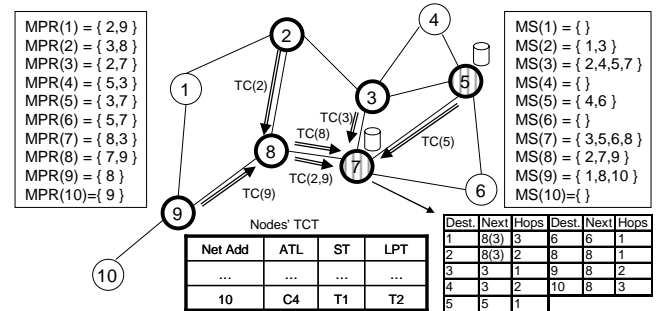 MPR(1) = { 2,9 }
MPR(2) = { 3,8 }
MPR(3) = { 2,7 }
MPR(4) = { 5,3 }
MPR(5) = { 3,7 }
MPR(6) = { 5,7 }
MPR(7) = { 8,3 }
MPR(8) = { 7,9 }
MPR(9) = { 8 }
MPR(10)={ 9 }
4
2
5
1
TC(2)
3
TC(3)
TC(8)
TC(5)
8
7
TC(2,9)
TC(9)
6
9
10
MS(1) = { }
MS(2) = { 1,3 }
MS(3) = { 2,4,5,7 }
MS(4) = { }
MS(5) = { 4,6 }
MS(6) = { }
MS(7) = { 3,5,6,8 }
MS(8) = { 2,7,9 }
MS(9) = { 1,8,10 }
MS(10)= { }
Nodes' TCT
Net Add ATL ST LPT
... ... ... ...
10 C4 T1 T2
Dest. Next Hops Dest. Next Hops
1 8(3) 3 6 6 1
2 8(3) 2 8 8 1
3 3 1 9 8 2
4 3 2 10 8 3
5 5 1